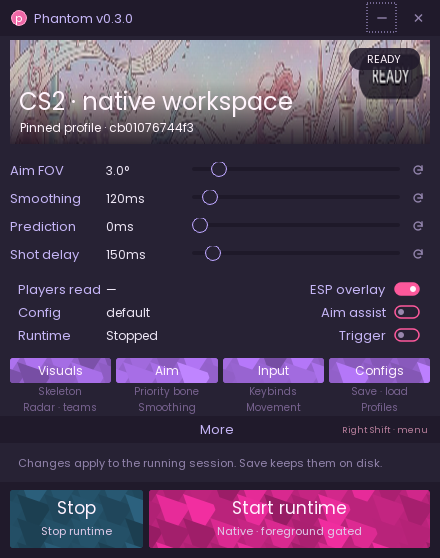 p Phantom v0.3.0
READY
READY
CS2 · native workspace
Pinned profile · cb01076744f3
Aim FOV 3.0°
Smoothing 120ms
Prediction 0ms
Shot delay 150ms
Players read — ESP overlay
Config default Aim assist
Runtime Stopped Trigger
Visuals Aim Input Configs
Skeleton Priority bone Keybinds Save · load
Radar · teams Smoothing Movement Profiles
More Right Shift · menu
Changes apply to the running session. Save keeps them on disk.
Stop Start runtime
Stop runtime Native · foreground gated